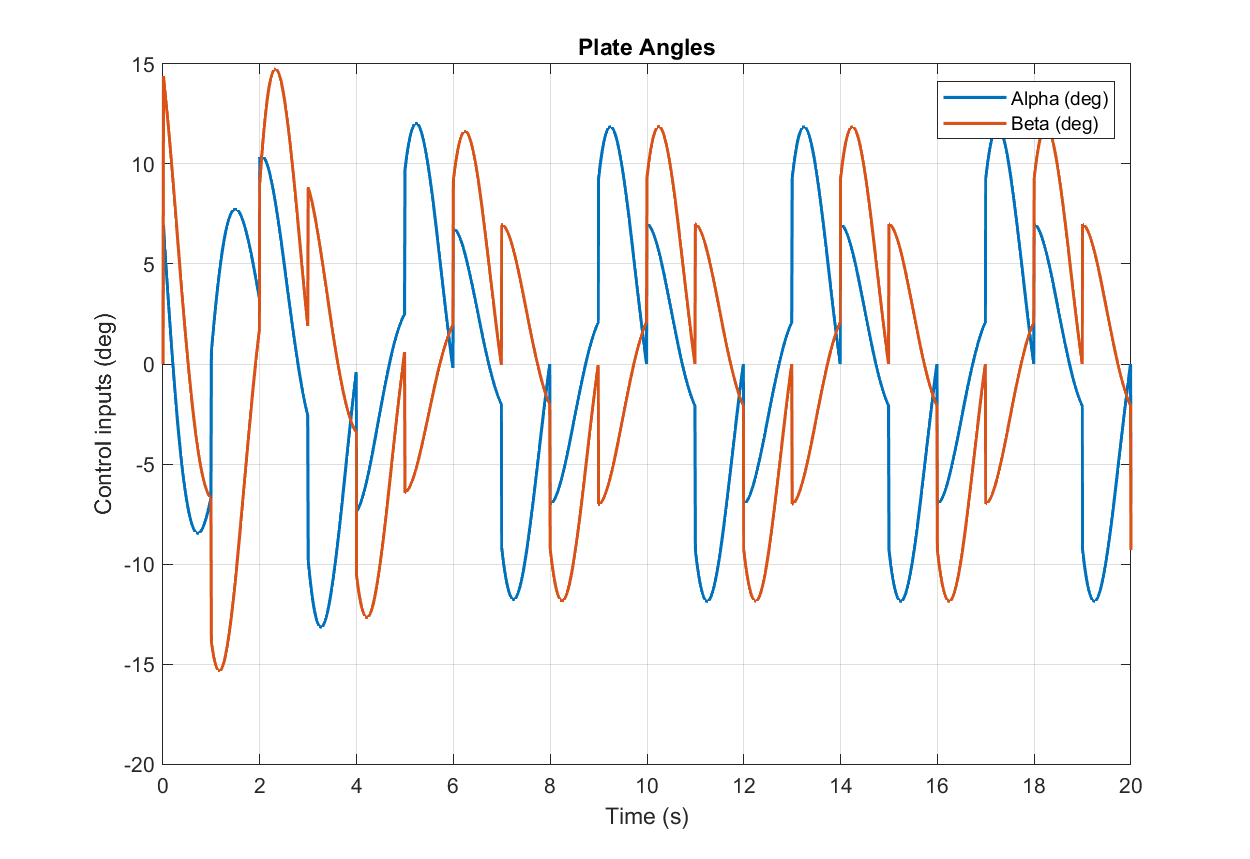 Plate Angles
Alpha (deg)
Beta (deg)
Control inputs (deg)
15
10
5
0
-5
-10
-15
-20
0 2 4 6 8 10 12 14 16 18 20
Time (s)